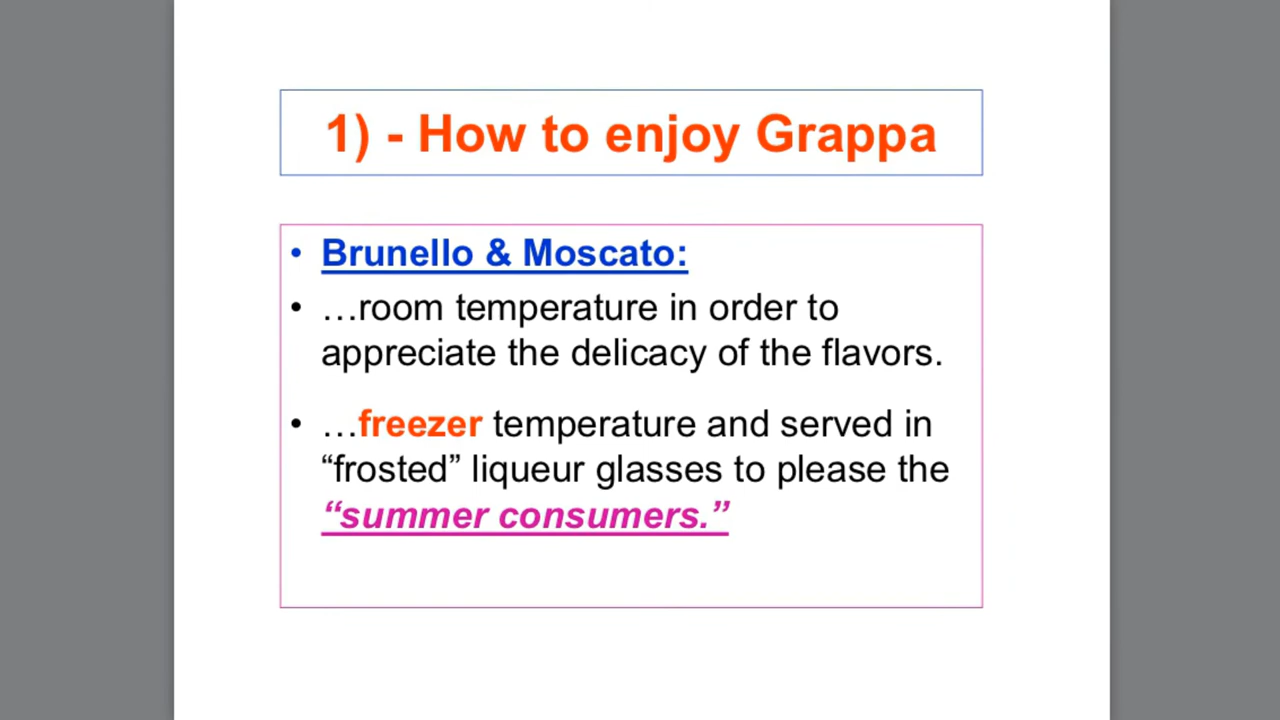 1) - How to enjoy Grappa
• Brunello & Moscato:
• …room temperature in order to
appreciate the delicacy of the flavors.
• …freezer temperature and served in
“frosted” liqueur glasses to please the
“summer consumers.”